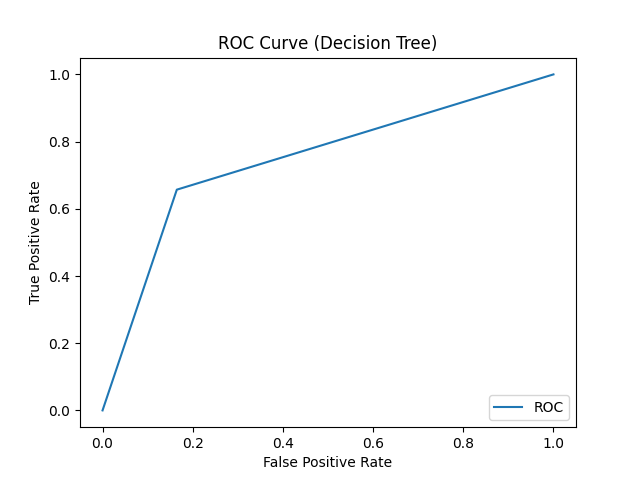 ROC Curve (Decision Tree)
1.0
0.8
0.6
0.4
0.2
0.0
True Positive Rate
ROC
0.0 0.2 0.4 0.6 0.8 1.0
False Positive Rate